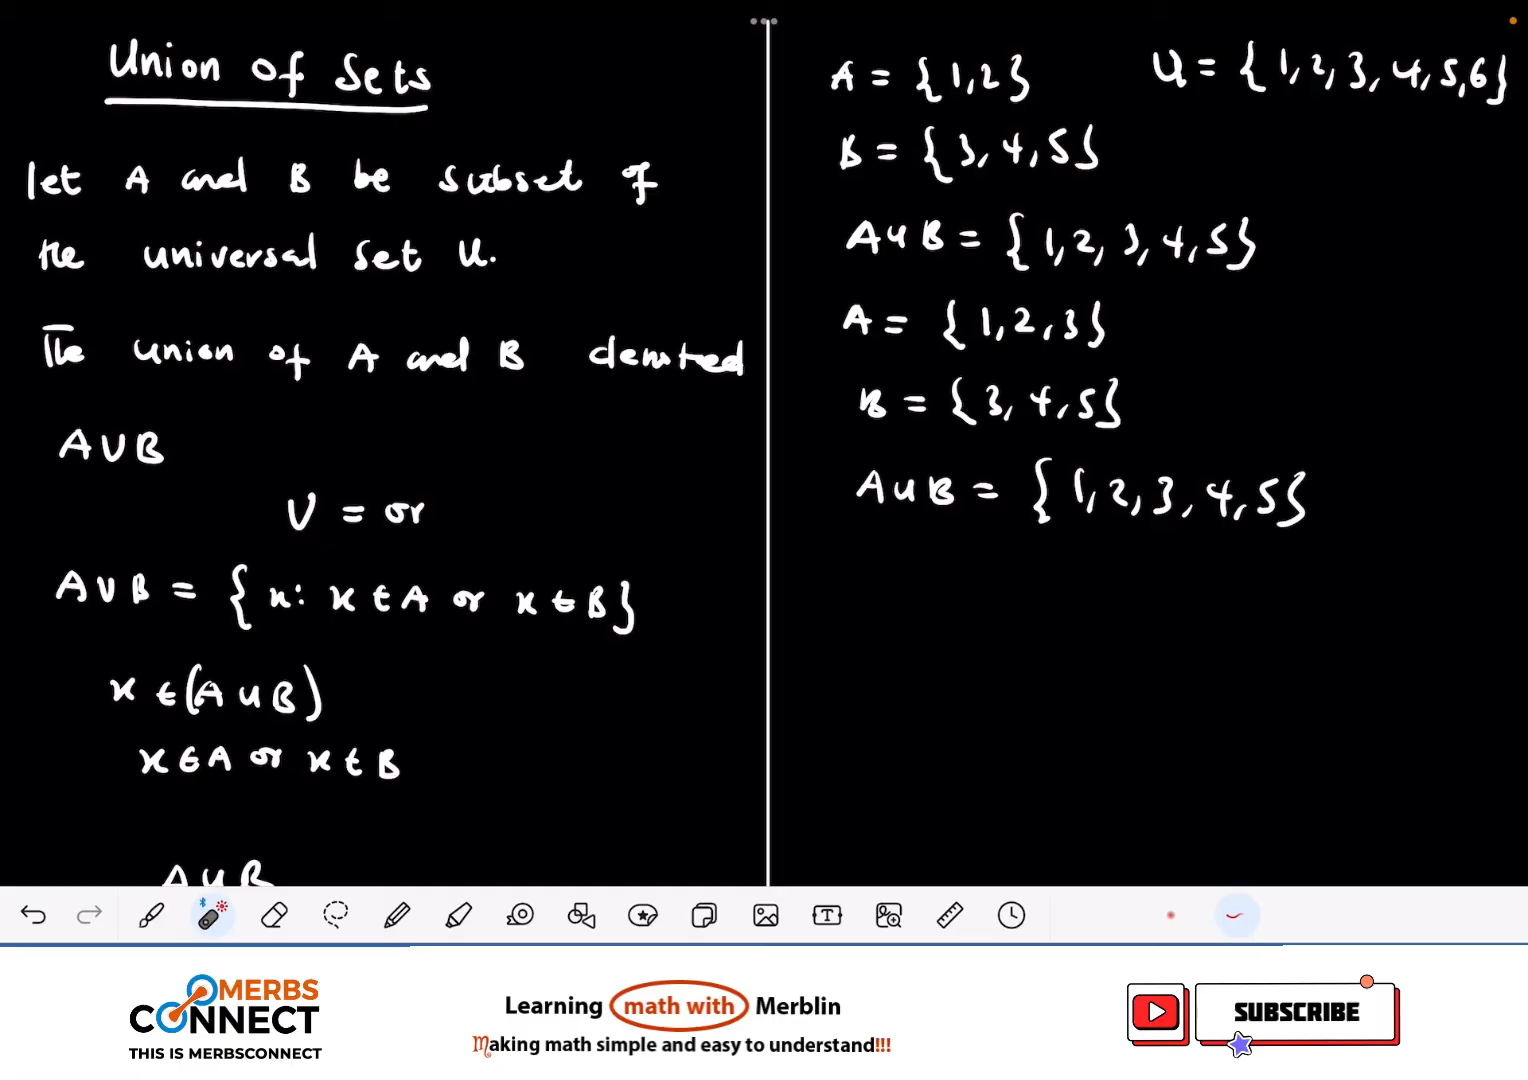 Union of Sets
let A and B be subset of
the universal set U.
The union of A and B denoted
A∪B
∪ = or
A∪B = {x: x∈A or x∈B}
x∈(A∪B)
x∈A or x∈B
A∪B
A = {1,2}
U = {1,2,3,4,5,6}
B = {3,4,5}
A∪B = {1,2,3,4,5}
A = {1,2,3}
B = {3,4,5}
A∪B = {1,2,3,4,5}
T
MERBS
CONNECT
THIS IS MERBSCONNECT
Learning math with Merblin
Making math simple and easy to understand!!!
SUBSCRIBE